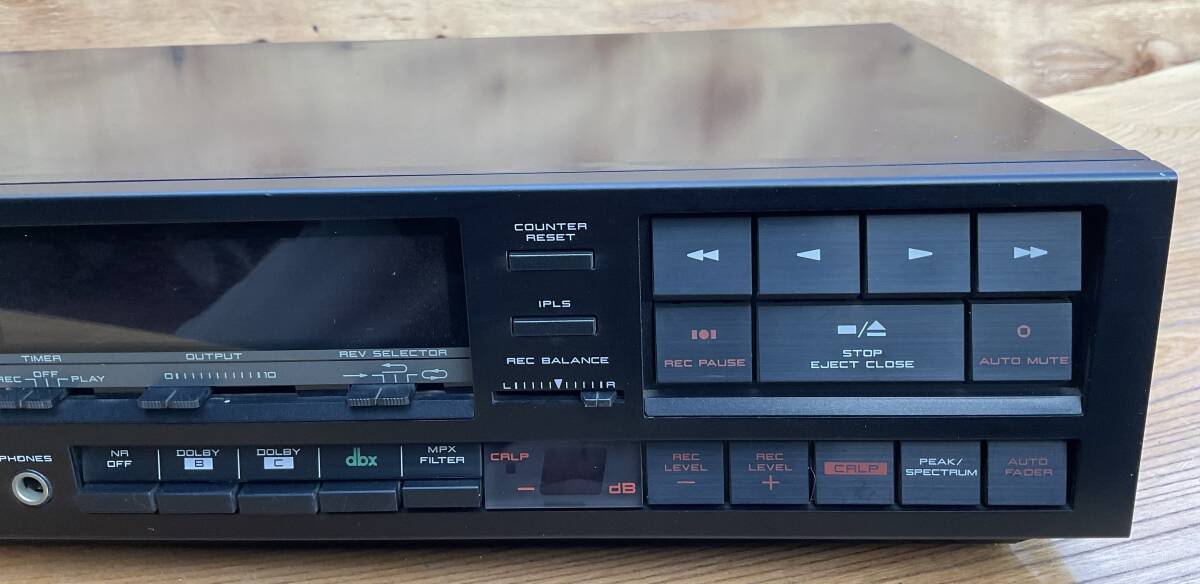 COUNTER
RESET
IPLS
REC BALANCE
L R
TIMER
OUTPUT
REV SELECTOR
REC OFF PLAY
0 10
REC PAUSE
STOP
EJECT CLOSE
AUTO MUTE
PHONES
NR
OFF
DOLBY
B
DOLBY
C
dbx
MPX
FILTER
CRLP
− dB
REC
LEVEL
−
REC
LEVEL
+
CRLP
PEAK/
SPECTRUM
AUTO
FADER